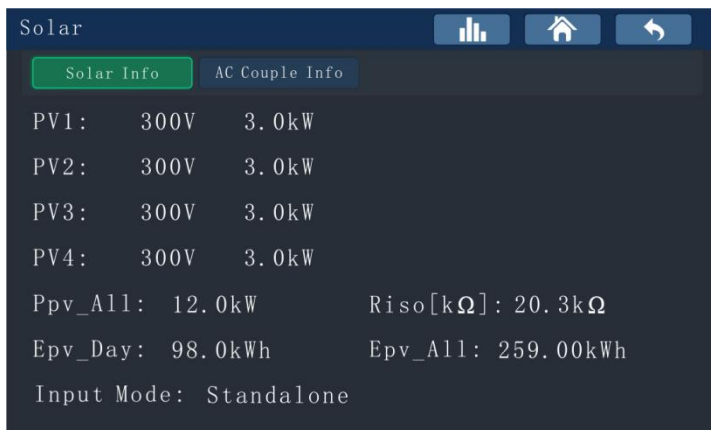 Solar
Solar Info AC Couple Info
PV1: 300V 3.0kW
PV2: 300V 3.0kW
PV3: 300V 3.0kW
PV4: 300V 3.0kW
Ppv_All: 12.0kW Riso[kΩ]: 20.3kΩ
Epv_Day: 98.0kWh Epv_All: 259.00kWh
Input Mode: Standalone